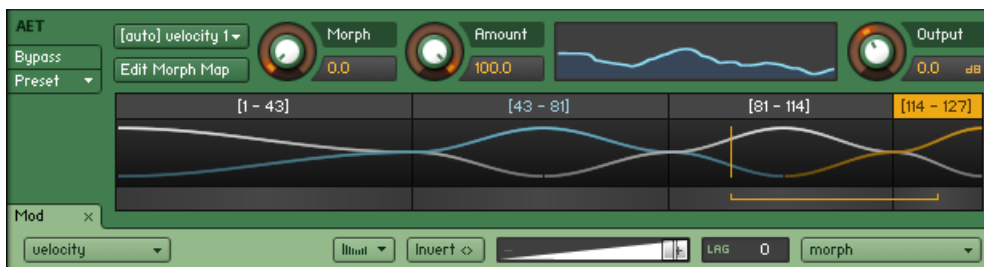 AET
Bypass
Preset
[auto] velocity 1
Edit Morph Map
Morph
0.0
Amount
100.0
Output
0.0 dB
[1 - 43]
[43 - 81]
[81 - 114]
[114 - 127]
Mod ×
velocity
Invert <>
LAG 0
morph